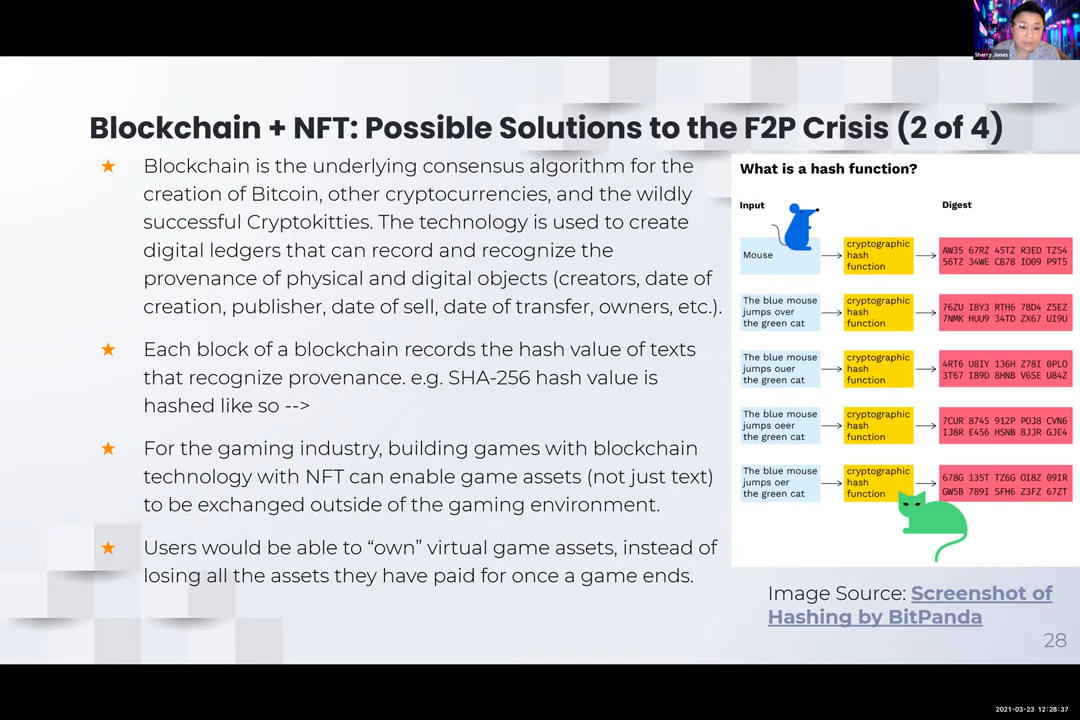 Sherry Jones
Blockchain + NFT: Possible Solutions to the F2P Crisis (2 of 4)
Blockchain is the underlying consensus algorithm for the
creation of Bitcoin, other cryptocurrencies, and the wildly
successful Cryptokitties. The technology is used to create
digital ledgers that can record and recognize the
provenance of physical and digital objects (creators, date of
creation, publisher, date of sell, date of transfer, owners, etc.).
Each block of a blockchain records the hash value of texts
that recognize provenance. e.g. SHA-256 hash value is
hashed like so -->
For the gaming industry, building games with blockchain
technology with NFT can enable game assets (not just text)
to be exchanged outside of the gaming environment.
Users would be able to “own” virtual game assets, instead of
losing all the assets they have paid for once a game ends.
What is a hash function?
Input
Digest
Mouse
cryptographic
hash
function
AW35 67RZ 45TZ R3ED TZ54
56TZ 34WE CB78 IO09 P9T5
The blue mouse
jumps over
the green cat
cryptographic
hash
function
76ZU I8Y3 RTH6 78D4 Z5EZ
7NMK HUU9 34TD ZX67 UI9U
The blue mouse
jumps ouer
the green cat
cryptographic
hash
function
4RT6 U8IY 136H Z78I 0PLO
3T67 I89D 8HNB V6SE U84Z
The blue mouse
jumps oeer
the green cat
cryptographic
hash
function
7CUR 8745 912P POJ8 CVN6
IJ8R E456 HSNB 8JJR GJE4
The blue mouse
jumps oer
the green cat
cryptographic
hash
function
678G 135T TZ6G OI8Z 09IR
GW5B 789I 5FH6 Z3FZ 67ZT
Image Source: Screenshot of
Hashing by BitPanda
28
2021-03-23 12:28:37